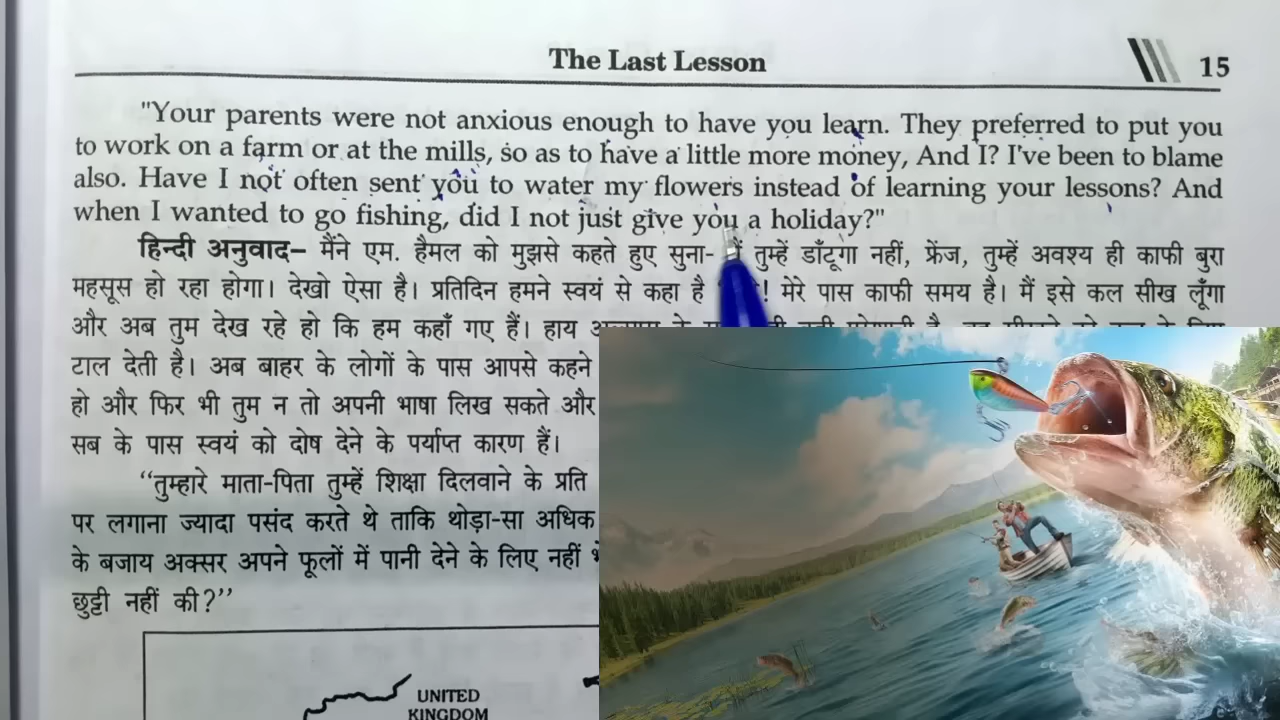 The Last Lesson
15
"Your parents were not anxious enough to have you learn. They preferred to put you
to work on a farm or at the mills, so as to have a little more money, And I? I've been to blame
also. Have I not often sent you to water my flowers instead of learning your lessons? And
when I wanted to go fishing, did I not just give you a holiday?"
हिन्दी अनुवाद– मैंने एम. हैमल को मुझसे कहते हुए सुना- तुम्हें डाँटूगा नहीं, फ्रेंज, तुम्हें अवश्य ही काफी बुरा
महसूस हो रहा होगा। देखो ऐसा है। प्रतिदिन हमने स्वयं से कहा है ! मेरे पास काफी समय है। मैं इसे कल सीख लूँगा
और अब तुम देख रहे हो कि हम कहाँ गए हैं। हाय
टाल देती है। अब बाहर के लोगों के पास आपसे कहने
हो और फिर भी तुम न तो अपनी भाषा लिख सकते और
सब के पास स्वयं को दोष देने के पर्याप्त कारण हैं।
‘‘तुम्हारे माता-पिता तुम्हें शिक्षा दिलवाने के प्रति
पर लगाना ज्यादा पसंद करते थे ताकि थोड़ा-सा अधिक
के बजाय अक्सर अपने फूलों में पानी देने के लिए नहीं
छुट्टी नहीं की?’’
UNITED
KINGDOM